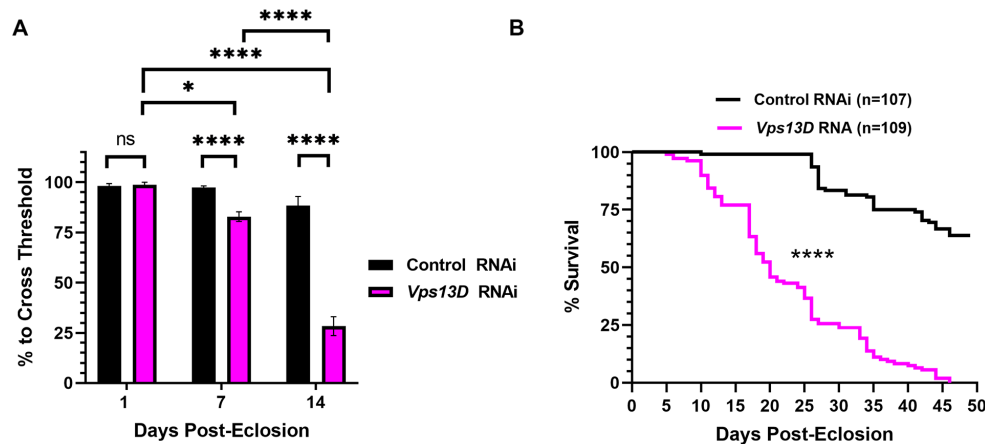 A
****
****
*
ns
****
****
% to Cross Threshold
100
75
50
25
0
1
7
14
Days Post-Eclosion
Control RNAi
Vps13D RNAi
B
Control RNAi (n=107)
Vps13D RNA (n=109)
% Survival
100
75
50
25
0
****
0 5 10 15 20 25 30 35 40 45 50
Days Post-Eclosion